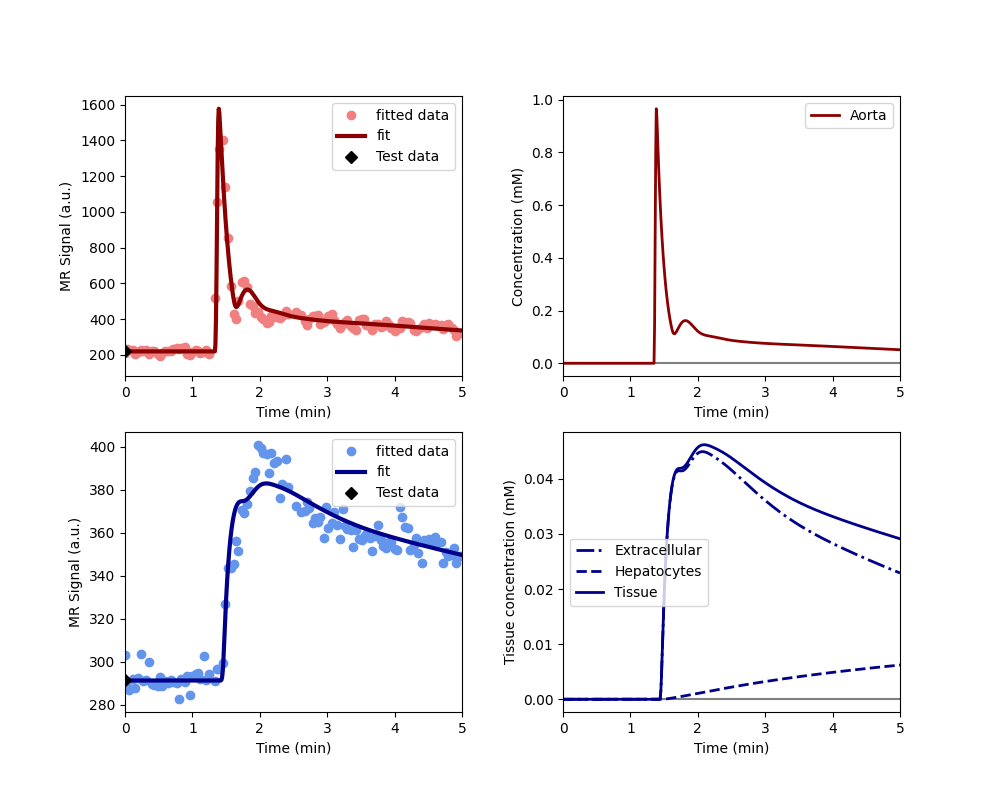 1600
1400
1200
1000
800
600
400
200
MR Signal (a.u.)
fitted data
fit
Test data
0 1 2 3 4 5
Time (min)
1.0
0.8
0.6
0.4
0.2
0.0
Concentration (mM)
Aorta
0 1 2 3 4 5
Time (min)
400
380
360
340
320
300
280
MR Signal (a.u.)
fitted data
fit
Test data
0 1 2 3 4 5
Time (min)
0.04
0.03
0.02
0.01
0.00
Tissue concentration (mM)
Extracellular
Hepatocytes
Tissue
0 1 2 3 4 5
Time (min)